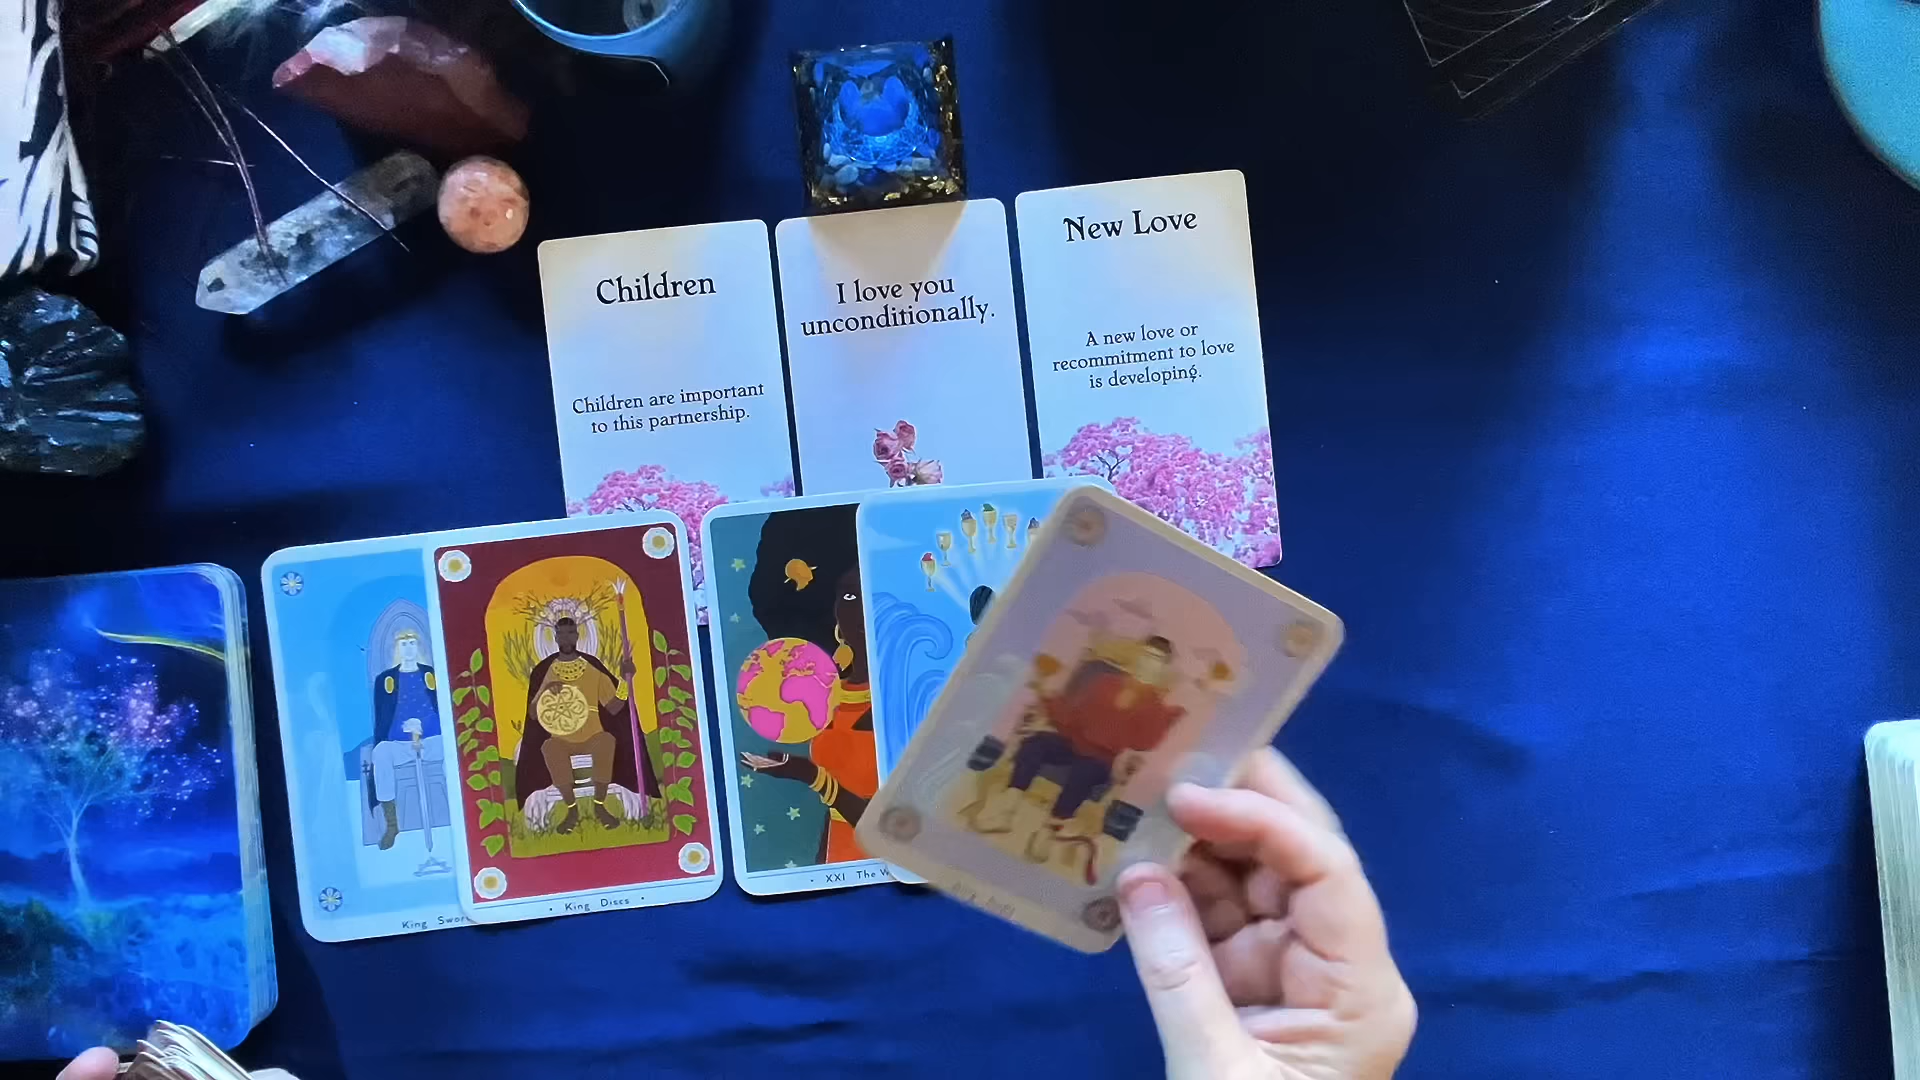 Children
Children are important
to this partnership.
I love you
unconditionally.
New Love
A new love or
recommitment to love
is developing.
King Swor
· King Discs ·
· XXI The W